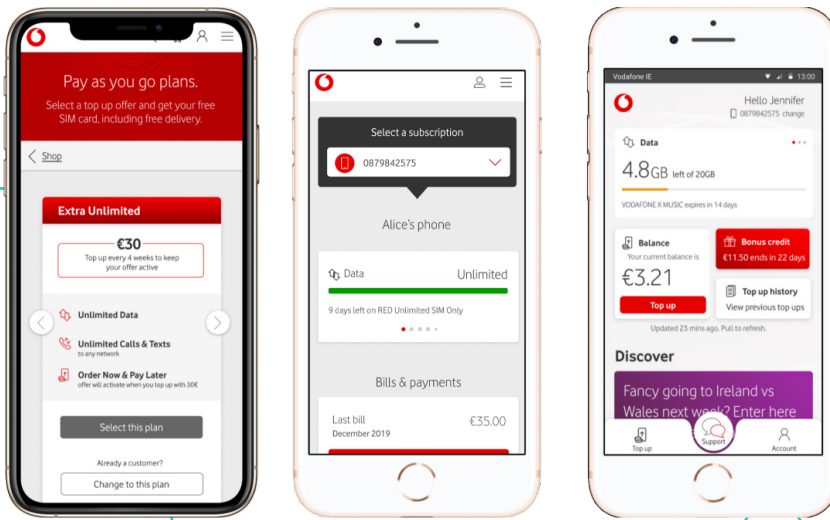 Pay as you go plans.
Select a top up offer and get your free
SIM card, including free delivery.
Shop
Extra Unlimited
€30
Top up every 4 weeks to keep
your offer active
Unlimited Data
Unlimited Calls & Texts
to any network
Order Now & Pay Later
offer will activate when you top up with 30€
Select this plan
Already a customer?
Change to this plan
Select a subscription
0879842575
Alice's phone
Data Unlimited
9 days left on RED Unlimited SIM Only
Bills & payments
Last bill €35.00
December 2019
Vodafone IE 13:00
Hello Jennifer
0879842575 change
Data
4.8GB left of 20GB
VODAFONE X MUSIC expires in 14 days
Balance
Your current balance is
€3.21
Top up
Bonus credit
€11.50 ends in 22 days
Top up history
View previous top ups
Updated 23 mins ago. Pull to refresh.
Discover
Fancy going to Ireland vs
Wales next week? Enter here
Top up Support Account